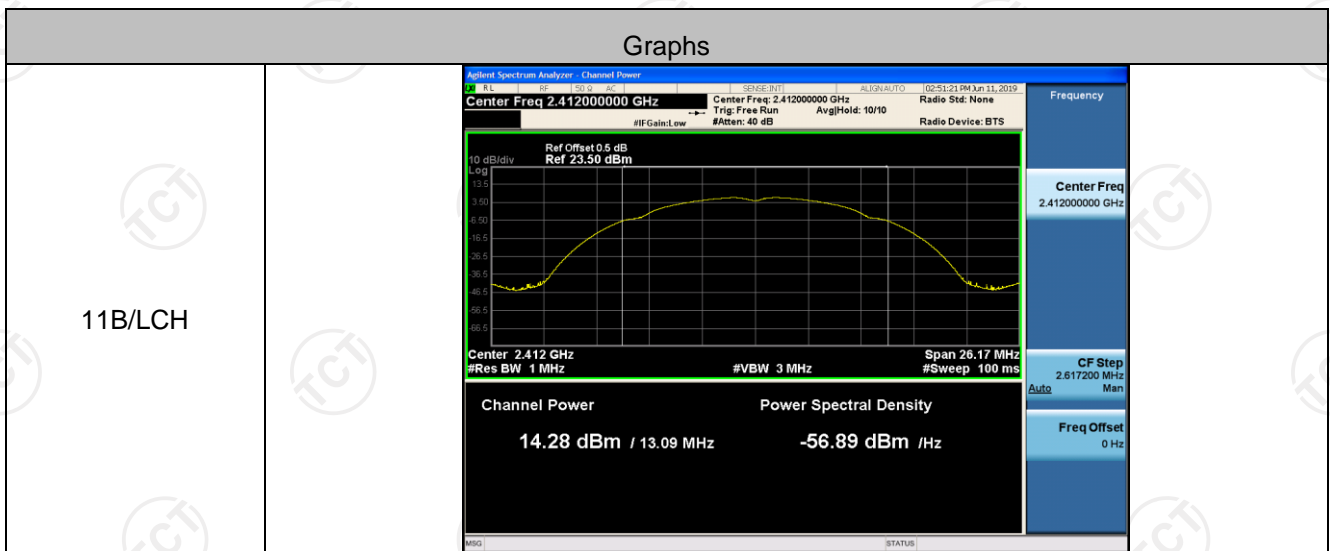 Graphs
11B/LCH
Agilent Spectrum Analyzer - Channel Power
RL RF 50 Ω AC SENSE:INT ALIGNAUTO 02:51:21 PM Jun 11, 2019
Center Freq 2.412000000 GHz
Center Freq: 2.412000000 GHz
Radio Std: None
Trig: Free Run Avg|Hold: 10/10
#IFGain:Low
#Atten: 40 dB
Radio Device: BTS
Ref Offset 0.5 dB
10 dB/div Ref 23.50 dBm
Log
13.5
3.50
-6.50
-16.5
-26.5
-36.5
-46.5
-56.5
-66.5
Center 2.412 GHz Span 26.17 MHz
#Res BW 1 MHz #VBW 3 MHz #Sweep 100 ms
Channel Power Power Spectral Density
14.28 dBm / 13.09 MHz -56.89 dBm /Hz
MSG STATUS
Frequency
Center Freq
2.412000000 GHz
CF Step
2.617200 MHz
Auto Man
Freq Offset
0 Hz
TCT
TCT
TCT
TCT
TCT
TCT